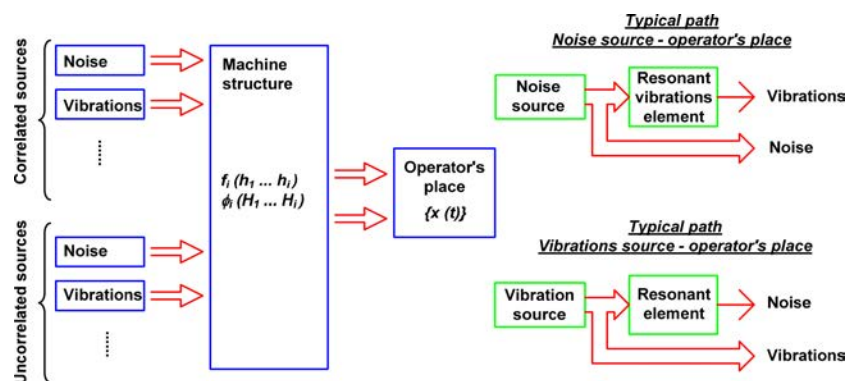 Correlated sources
Noise
Vibrations
Uncorrelated sources
Noise
Vibrations
Machine
structure
fᵢ (h₁ ... hᵢ )
ϕᵢ (H₁ ... Hᵢ )
Operator's
place
{x (t)}
Typical path
Noise source - operator's place
Noise
source
Resonant
vibrations
element
Vibrations
Noise
Typical path
Vibrations source - operator's place
Vibration
source
Resonant
element
Noise
Vibrations